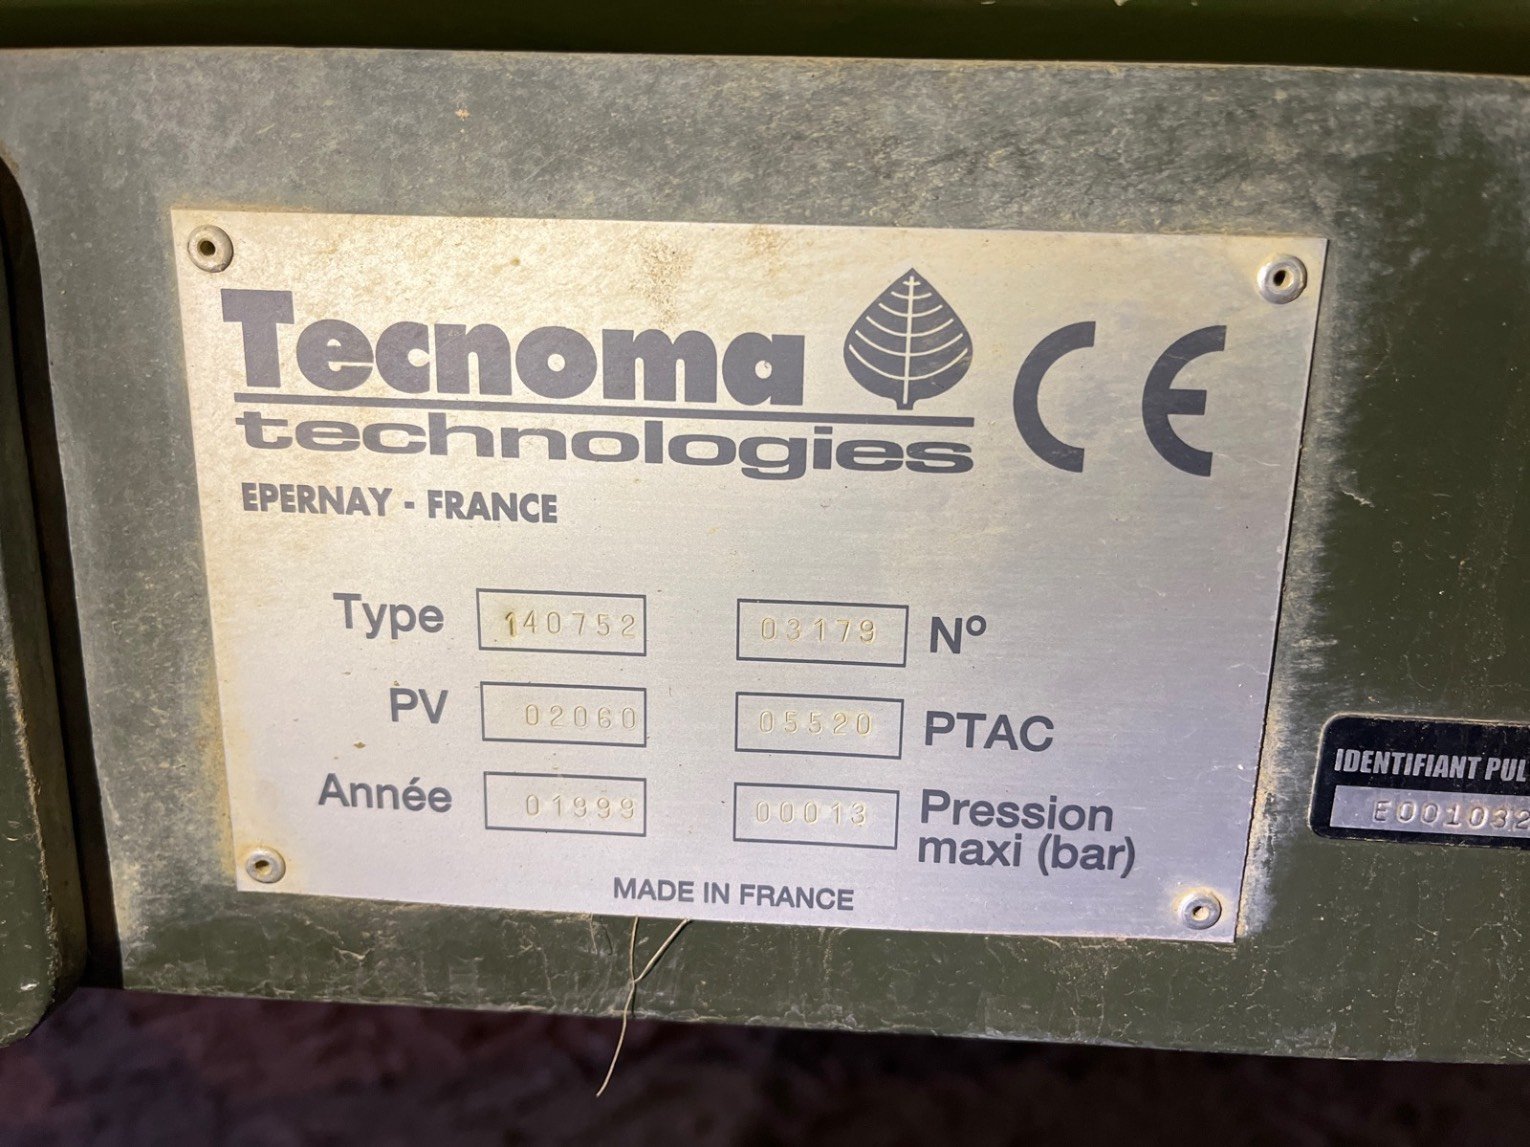 Tecnoma CE
technologies
EPERNAY - FRANCE
Type 140752 03179 Nº
PV 02060 05520 PTAC
Année 01999 00013 Pression
maxi (bar)
MADE IN FRANCE
IDENTIFIANT PUL
E001032